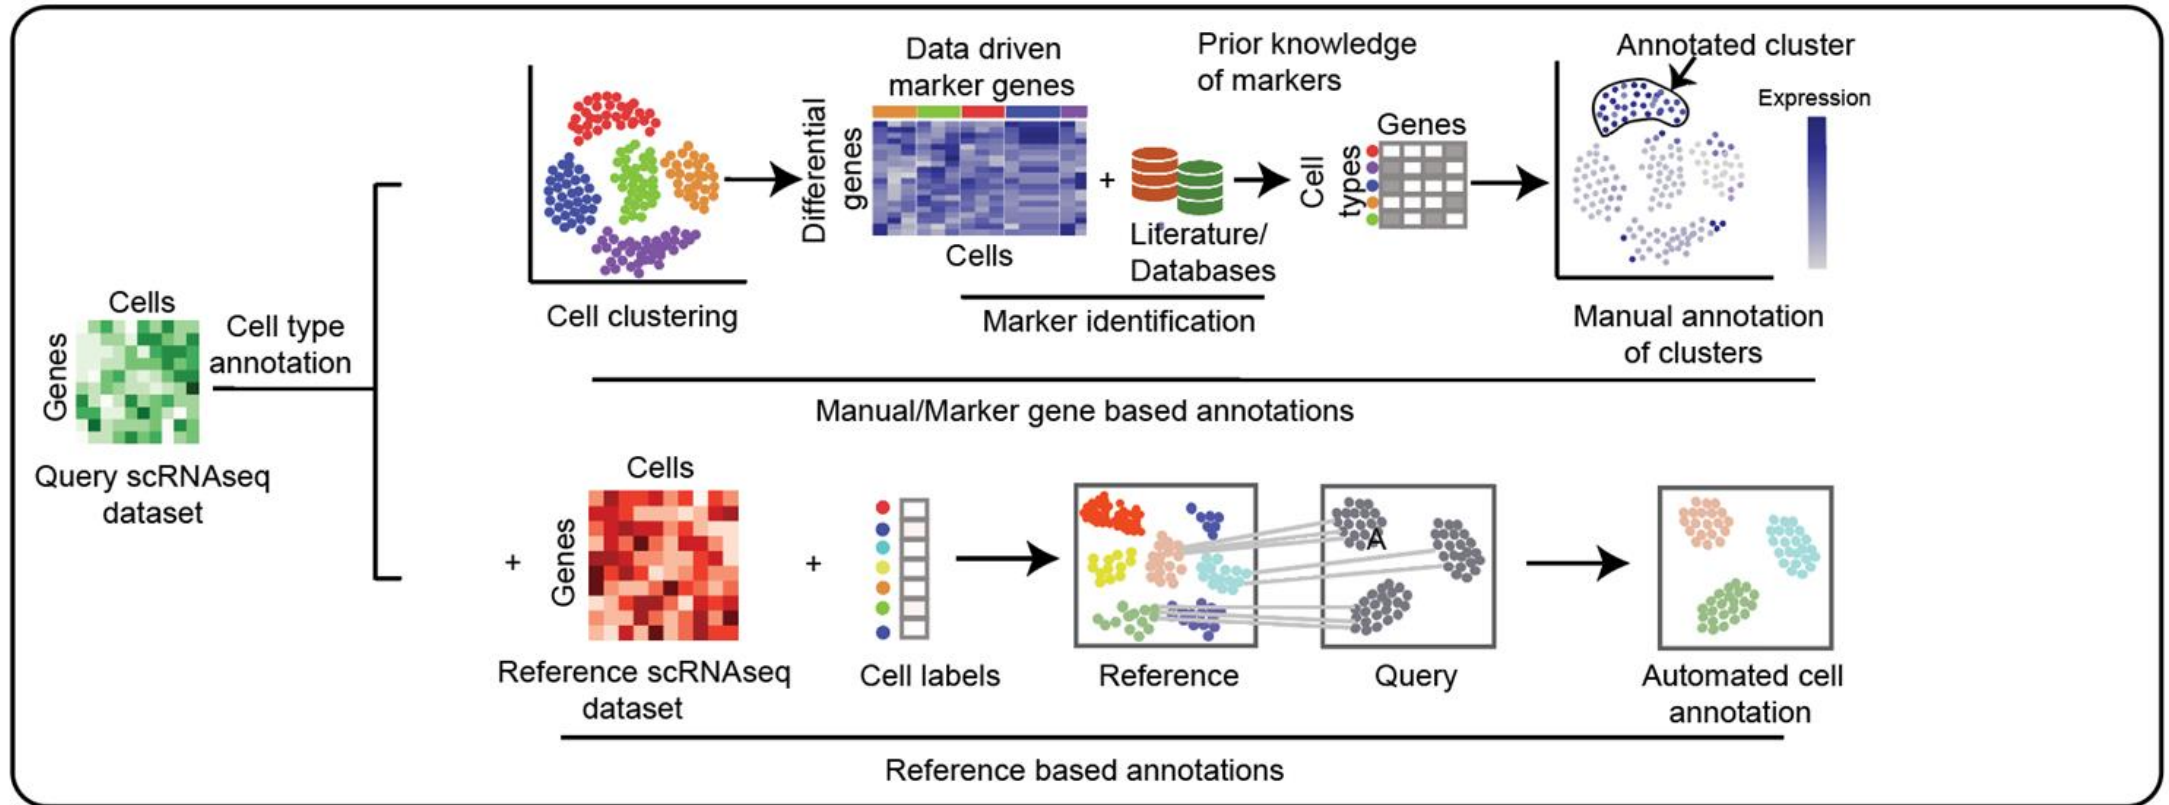 Cells
Genes
Query scRNAseq
dataset
Cell type
annotation
Cell clustering
Data driven
marker genes
Differential
genes
Cells
+
Prior knowledge
of markers
Literature/
Databases
Marker identification
Genes
Cell
types
Annotated cluster
Expression
Manual annotation
of clusters
Manual/Marker gene based annotations
+
Cells
Genes
Reference scRNAseq
dataset
+
Cell labels
Reference
A
Query
Automated cell
annotation
Reference based annotations